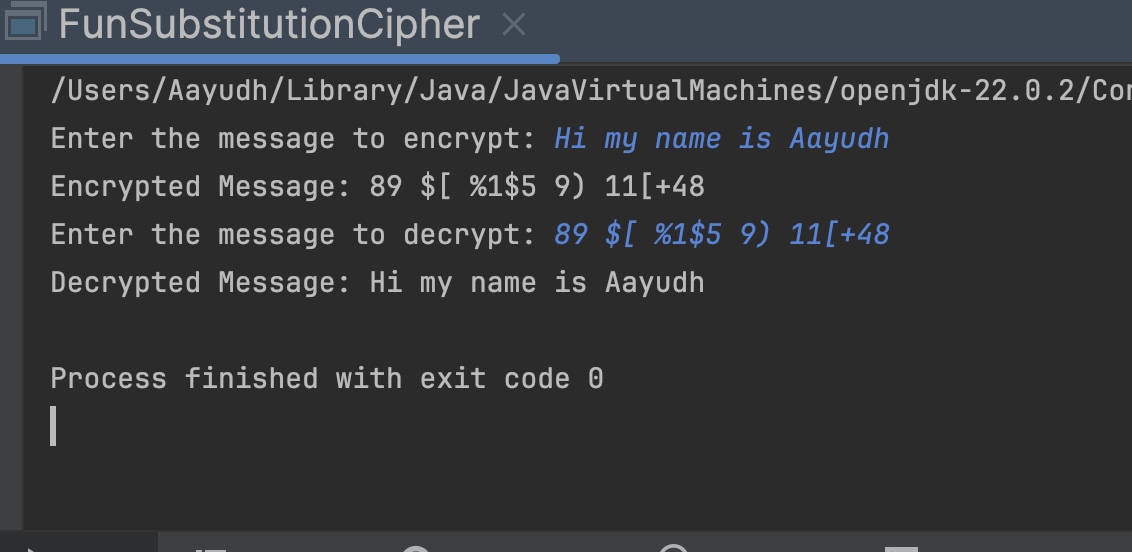 FunSubstitutionCipher
/Users/Aayudh/Library/Java/JavaVirtualMachines/openjdk-22.0.2/Con
Enter the message to encrypt: Hi my name is Aayudh
Encrypted Message: 89 $[ %1$5 9) 11[+48
Enter the message to decrypt: 89 $[ %1$5 9) 11[+48
Decrypted Message: Hi my name is Aayudh
Process finished with exit code 0